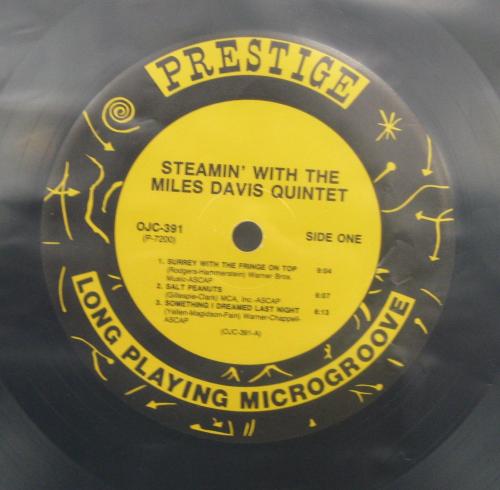 PRESTIGE
STEAMIN' WITH THE
MILES DAVIS QUINTET
OJC-391
(P-7200)
SIDE ONE
1. SURREY WITH THE FRINGE ON TOP 9:04
(Rodgers-Hammerstein) Warner Bros.
Music-ASCAP
2. SALT PEANUTS 6:07
(Gillespie-Clark) MCA, Inc.-ASCAP
3. SOMETHING I DREAMED LAST NIGHT 6:13
(Yellen-Magidson-Fain) Warner-Chappell-
ASCAP
(OJC-391-A)
LONG PLAYING MICROGROOVE